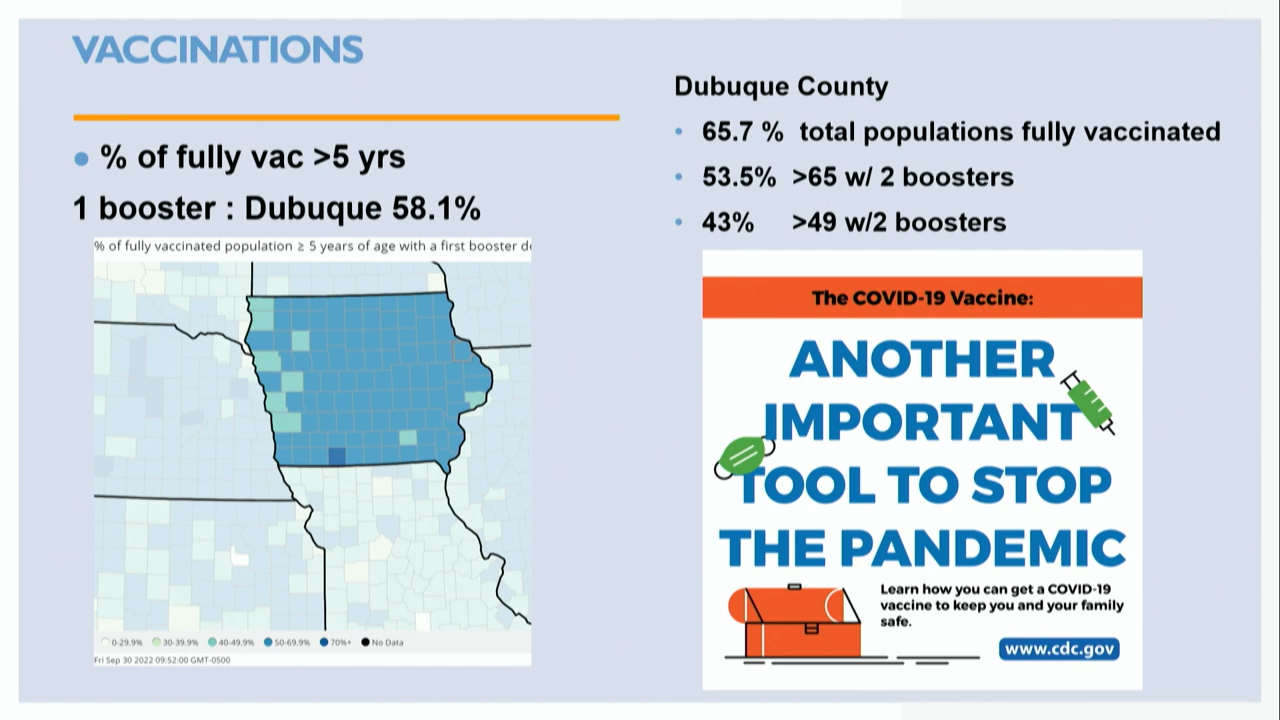 VACCINATIONS
% of fully vac >5 yrs
1 booster : Dubuque 58.1%
% of fully vaccinated population ≥ 5 years of age with a first booster
0-29.9% 30-39.9% 40-49.9% 50-69.9% 70%+ No Data
Fri Sep 30 2022 09:52:00 GMT-0500
Dubuque County
65.7 % total populations fully vaccinated
53.5% >65 w/ 2 boosters
43% >49 w/2 boosters
The COVID-19 Vaccine:
ANOTHER
IMPORTANT
TOOL TO STOP
THE PANDEMIC
Learn how you can get a COVID-19
vaccine to keep you and your family
safe.
www.cdc.gov